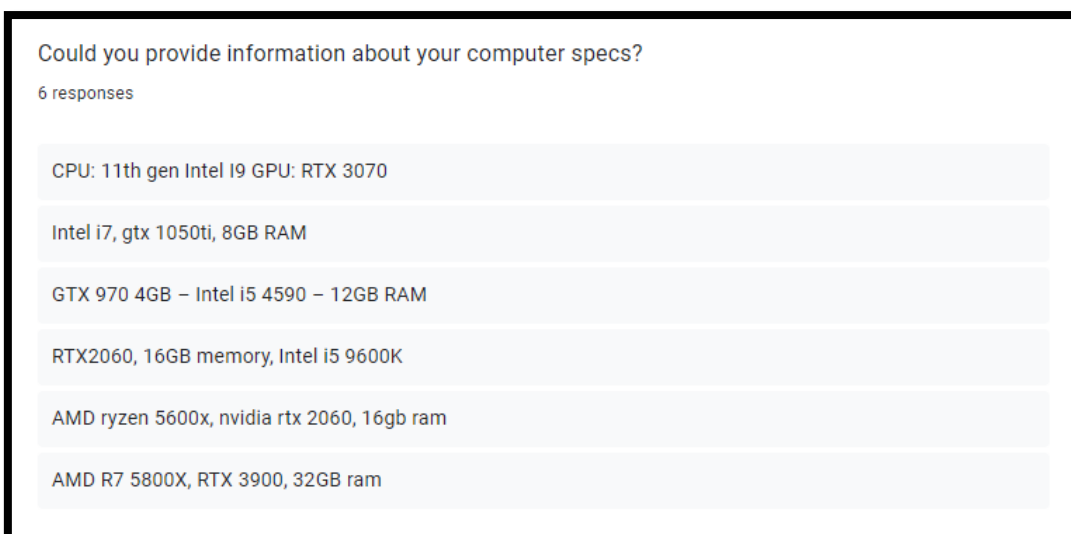 Could you provide information about your computer specs?
6 responses
CPU: 11th gen Intel I9 GPU: RTX 3070
Intel i7, gtx 1050ti, 8GB RAM
GTX 970 4GB – Intel i5 4590 – 12GB RAM
RTX2060, 16GB memory, Intel i5 9600K
AMD ryzen 5600x, nvidia rtx 2060, 16gb ram
AMD R7 5800X, RTX 3900, 32GB ram